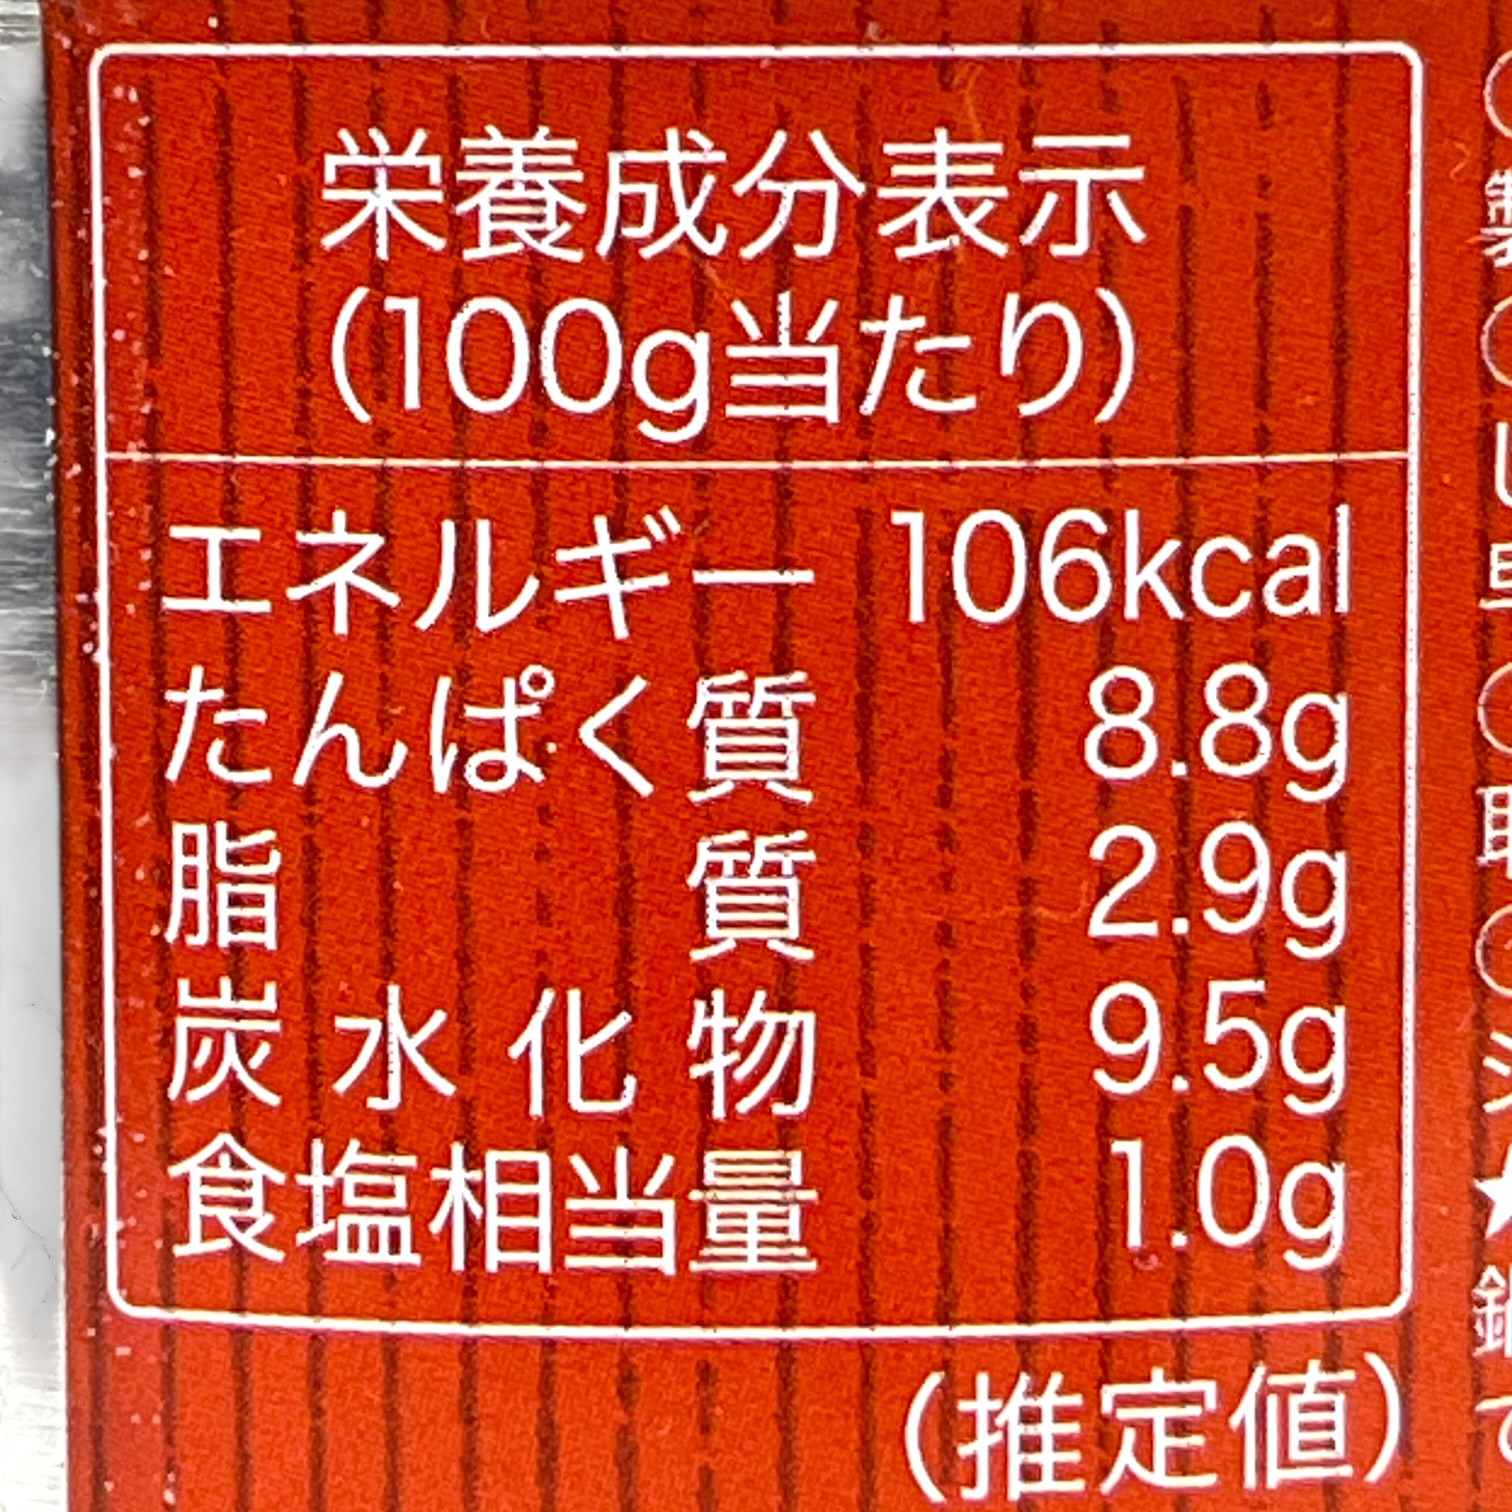 栄養成分表示
(100g当たり)
エネルギー 106kcal
たんぱく質 8.8g
脂質 2.9g
炭水化物 9.5g
食塩相当量 1.0g
(推定値)